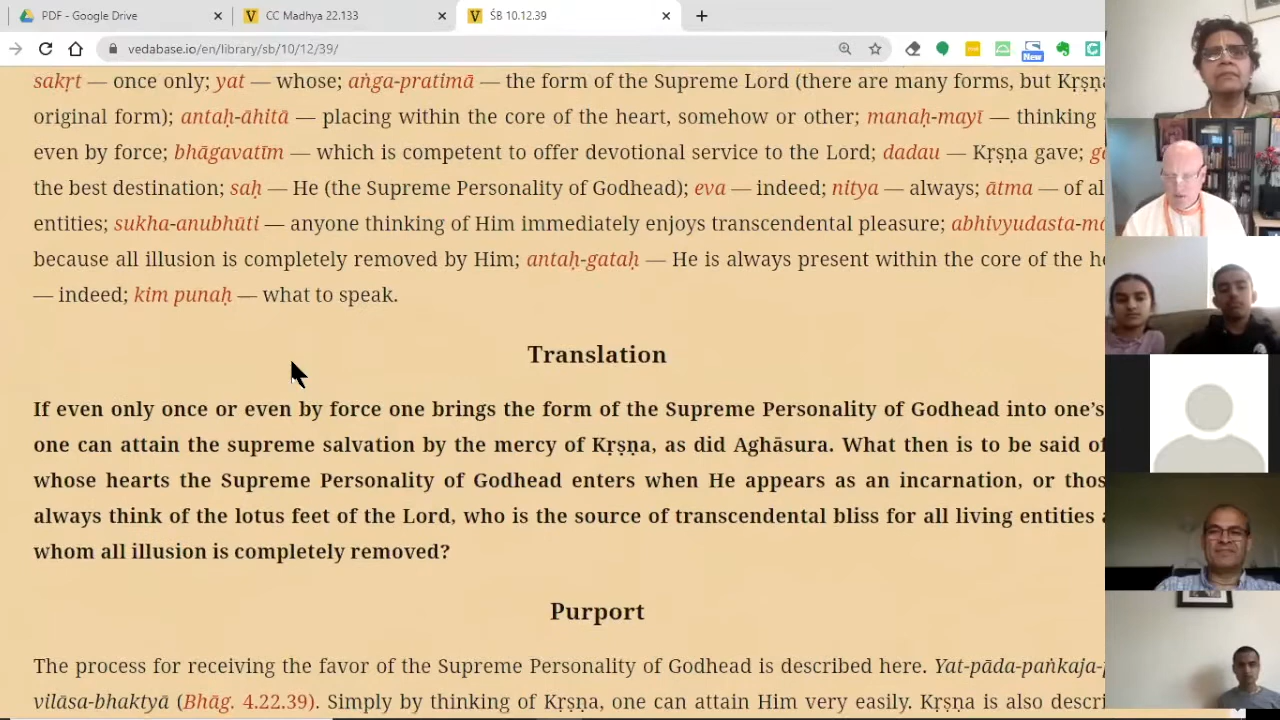 PDF - Google Drive
CC Madhya 22.133
ŚB 10.12.39
vedabase.io/en/library/sb/10/12/39/
New
sakṛt — once only; yat — whose; aṅga-pratimā — the form of the Supreme Lord (there are many forms, but Kṛṣṇa
original form); antaḥ-āhitā — placing within the core of the heart, somehow or other; manaḥ-mayī — thinking
even by force; bhāgavatīm — which is competent to offer devotional service to the Lord; dadau — Kṛṣṇa gave;
the best destination; saḥ — He (the Supreme Personality of Godhead); eva — indeed; nitya — always; ātma — of
entities; sukha-anubhūti — anyone thinking of Him immediately enjoys transcendental pleasure; abhivyudasta-
because all illusion is completely removed by Him; antaḥ-gataḥ — He is always present within the core of the
— indeed; kim punaḥ — what to speak.
Translation
If even only once or even by force one brings the form of the Supreme Personality of Godhead into one’s
one can attain the supreme salvation by the mercy of Kṛṣṇa, as did Aghāsura. What then is to be said of
whose hearts the Supreme Personality of Godhead enters when He appears as an incarnation, or
always think of the lotus feet of the Lord, who is the source of transcendental bliss for all living entities
whom all illusion is completely removed?
Purport
The process for receiving the favor of the Supreme Personality of Godhead is described here. Yat-pāda-paṅkaja-
vilāsa-bhaktyā (Bhāg. 4.22.39). Simply by thinking of Kṛṣṇa, one can attain Him very easily. Kṛṣṇa is also